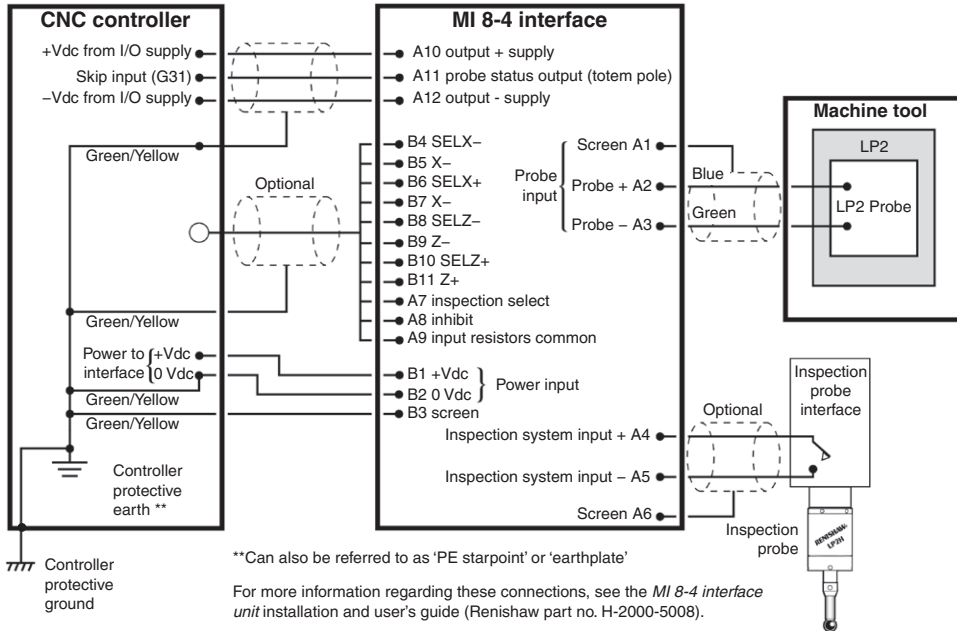 CNC controller
+Vdc from I/O supply
Skip input (G31)
−Vdc from I/O supply
Green/Yellow
Optional
Green/Yellow
Power to
interface
+Vdc
0 Vdc
Green/Yellow
Green/Yellow
Controller
protective
earth **
Controller
protective
ground
MI 8-4 interface
A10 output + supply
A11 probe status output (totem pole)
A12 output - supply
B4 SELX−
B5 X−
B6 SELX+
B7 X−
B8 SELZ−
B9 Z−
B10 SELZ+
B11 Z+
A7 inspection select
A8 inhibit
A9 input resistors common
B1 +Vdc
B2 0 Vdc
Power input
B3 screen
Probe
input
Screen A1
Probe + A2
Probe − A3
Blue
Green
Inspection system input + A4
Inspection system input − A5
Screen A6
Machine tool
LP2
LP2 Probe
Optional
Inspection
probe
interface
Inspection
probe
RENISHAW
LP2H
**Can also be referred to as ‘PE starpoint’ or ‘earthplate’
For more information regarding these connections, see the MI 8-4 interface
unit installation and user’s guide (Renishaw part no. H-2000-5008).